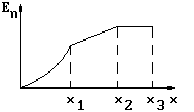 Eₙ
x₁ x₂ x₃ x